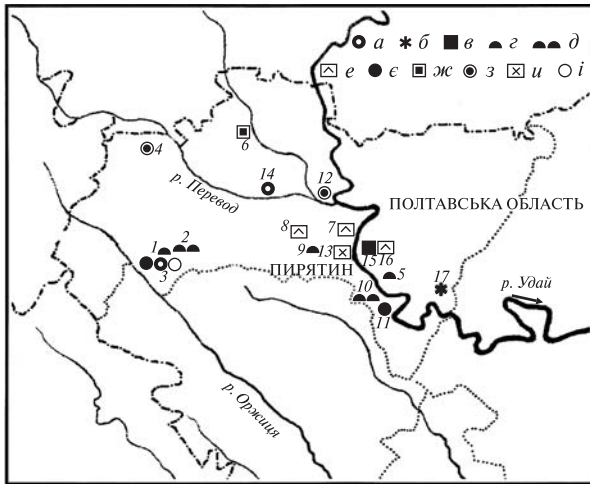 а б в г д
е є ж з и і
4
6
14
12
р. Перевод
ПОЛТАВСЬКА ОБЛАСТЬ
8
7
1 2
9
13
15 16
3
ПИРЯТИН
5
17
р. Удай
10
11
р. Оржиця